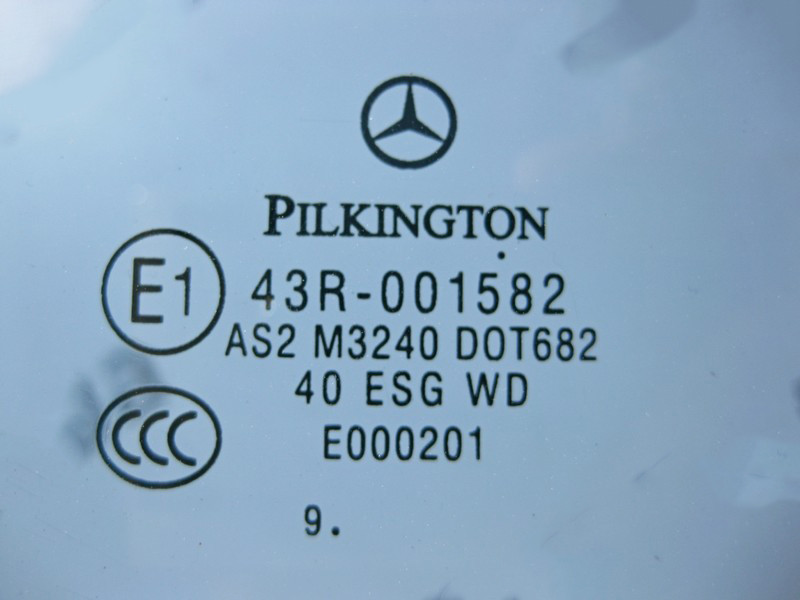 PILKINGTON
E1 43R-001582
AS2 M3240 DOT682
40 ESG WD
CCC E000201
9.